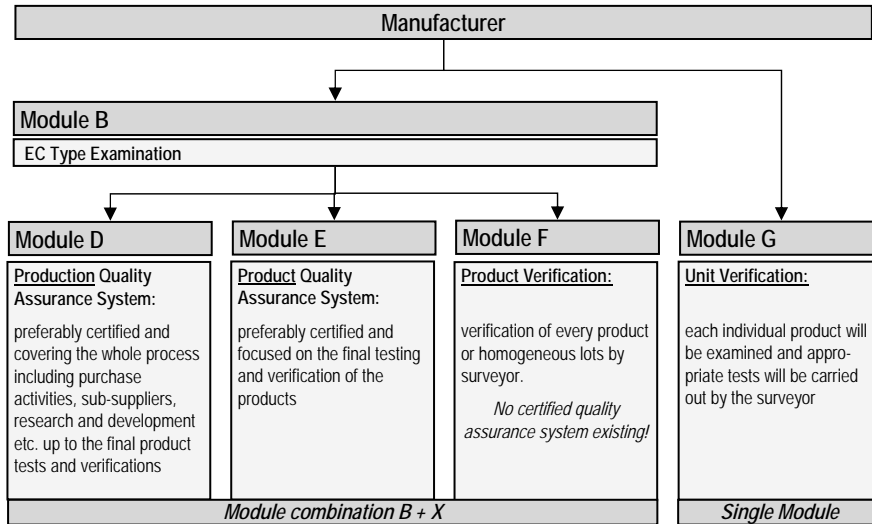 Manufacturer
Module B
EC Type Examination
Module D
Production Quality
Assurance System:
preferably certified and
covering the whole process
including purchase
activities, sub-suppliers,
research and development
etc. up to the final product
tests and verifications
Module E
Product Quality
Assurance System:
preferably certified and
focused on the final testing
and verification of the
products
Module F
Product Verification:
verification of every product
or homogeneous lots by
surveyor.
No certified quality
assurance system existing!
Module G
Unit Verification:
each individual product will
be examined and appro-
priate tests will be carried
out by the surveyor
Module combination B + X
Single Module